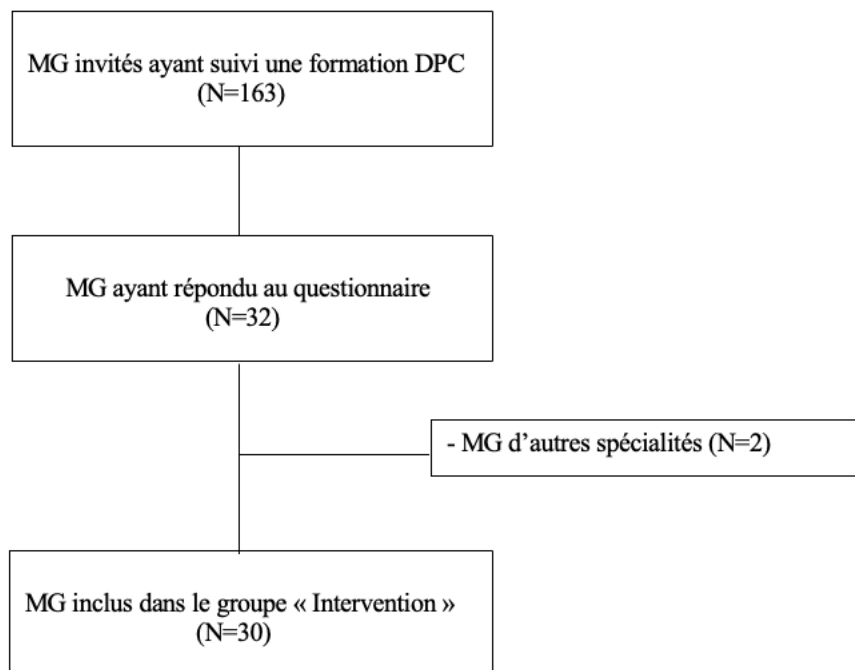 MG invités ayant suivi une formation DPC
(N=163)
MG ayant répondu au questionnaire
(N=32)
- MG d’autres spécialités (N=2)
MG inclus dans le groupe « Intervention »
(N=30)